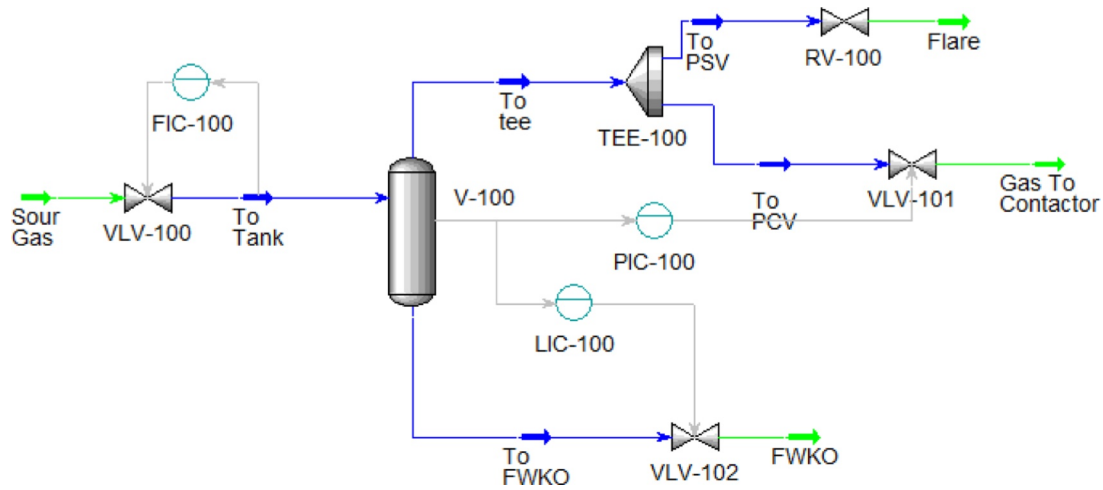 To
PSV
RV-100
Flare
FIC-100
To
tee
TEE-100
Sour
Gas
VLV-100
To
Tank
V-100
To
PCV
VLV-101
Gas To
Contactor
PIC-100
LIC-100
To
FWKO
VLV-102
FWKO